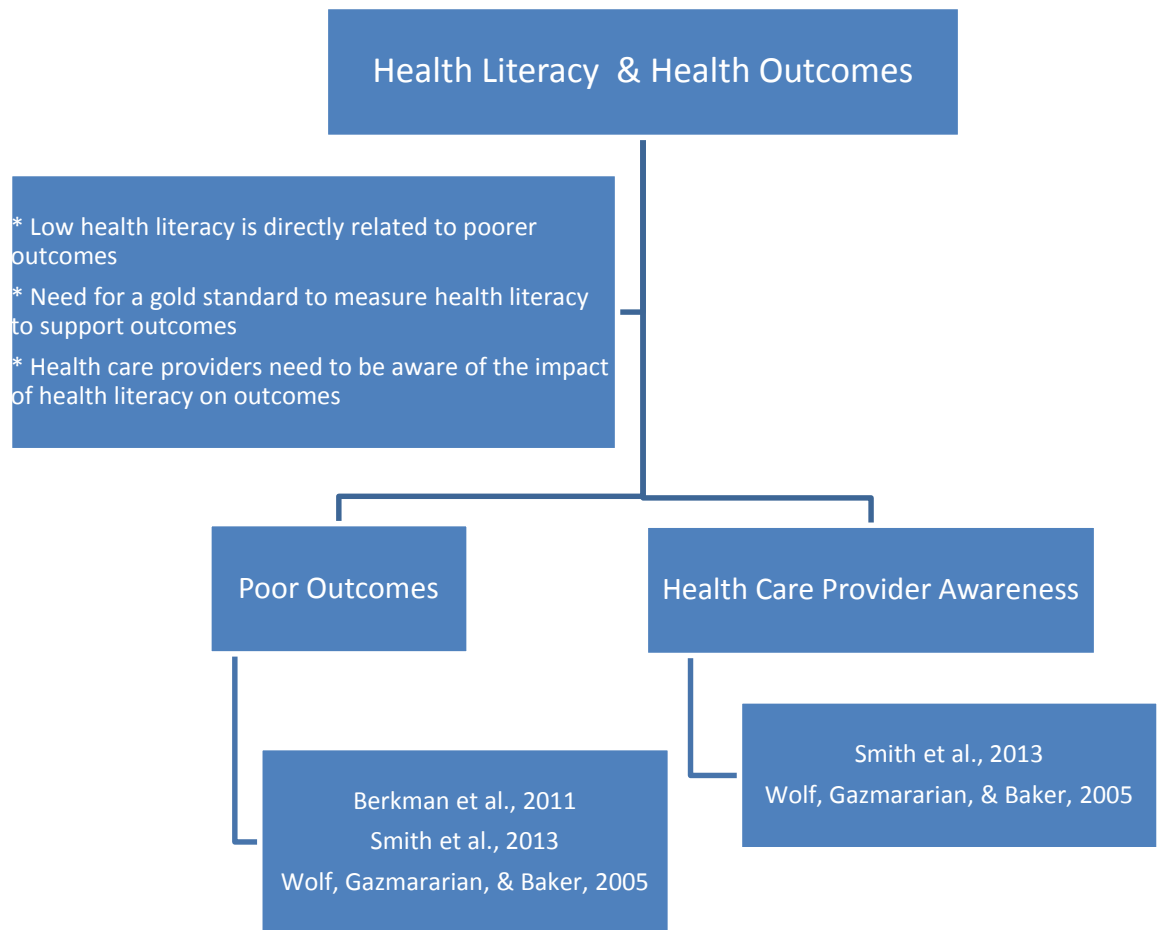 Health Literacy & Health Outcomes
* Low health literacy is directly related to poorer
outcomes
* Need for a gold standard to measure health literacy
to support outcomes
* Health care providers need to be aware of the impact
of health literacy on outcomes
Poor Outcomes
Health Care Provider Awareness
Berkman et al., 2011
Smith et al., 2013
Wolf, Gazmararian, & Baker, 2005
Smith et al., 2013
Wolf, Gazmararian, & Baker, 2005